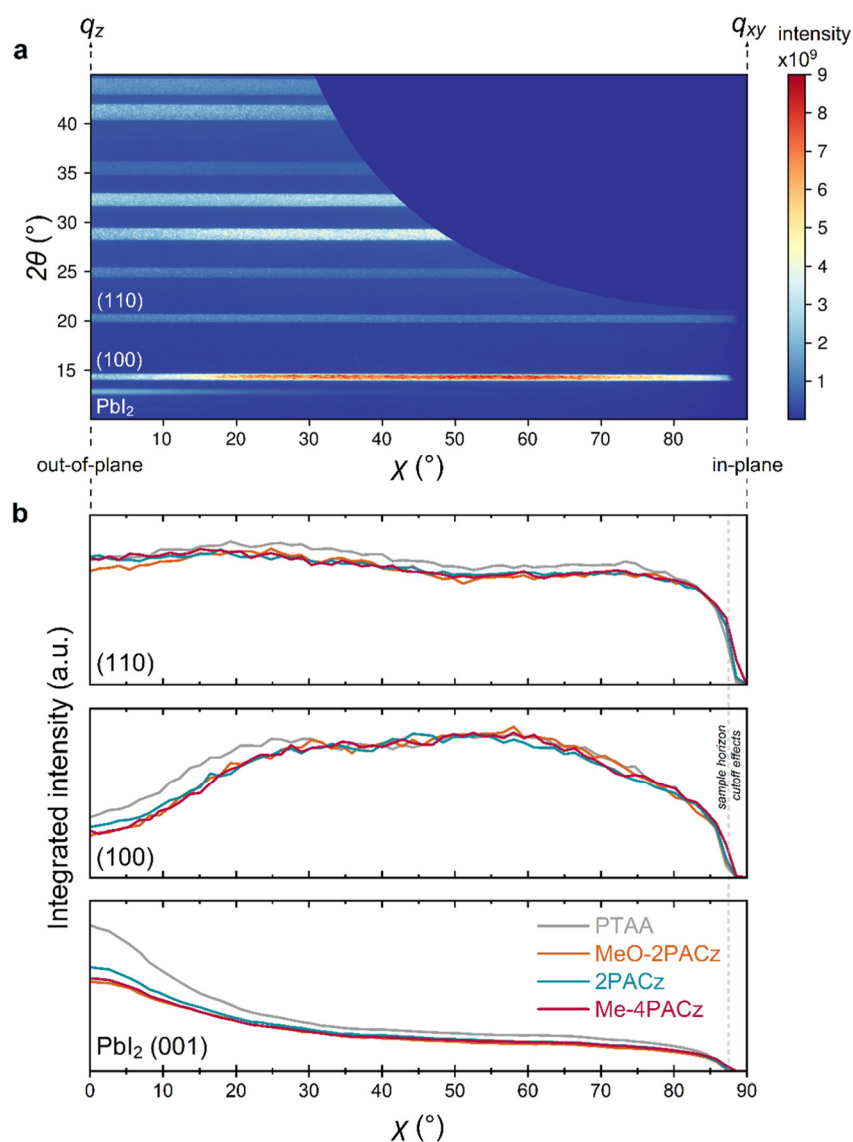 qz
qxy
a
intensity
x10⁹
9
8
7
6
5
4
3
2
1
2θ (°)
40
35
30
25
20
15
(110)
(100)
PbI₂
10
20
30
40
50
60
70
80
out-of-plane
χ (°)
in-plane
b
Integrated intensity (a.u.)
(110)
(100)
sample horizon
cutoff effects
PTAA
MeO-2PACz
2PACz
Me-4PACz
PbI₂ (001)
0
10
20
30
40
50
60
70
80
90
χ (°)